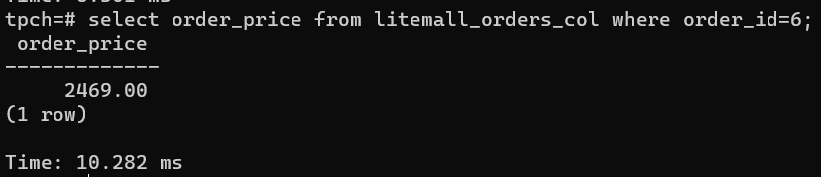 tpch=# select order_price from litemall_orders_col where order_id=6;
 order_price
-------------
     2469.00
(1 row)

Time: 10.282 ms